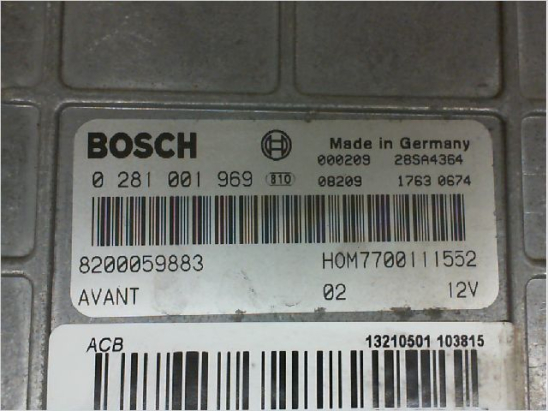 BOSCH Made in Germany
000209 28SA4364
0 281 001 969 810 08209 1763 0674
8200059883 HOM7700111552
AVANT 02 12V
ACB 13210501 103815